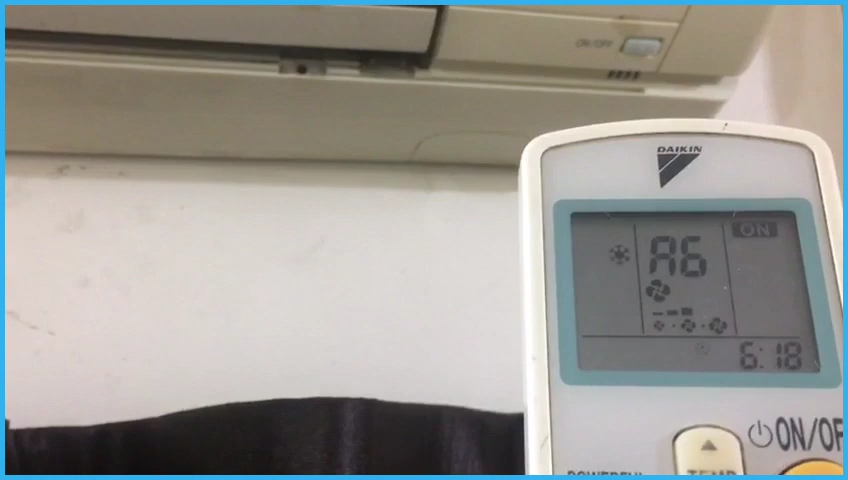 ON/OFF
DAIKIN
ON
A6
6:18
ON/OF
TEMP